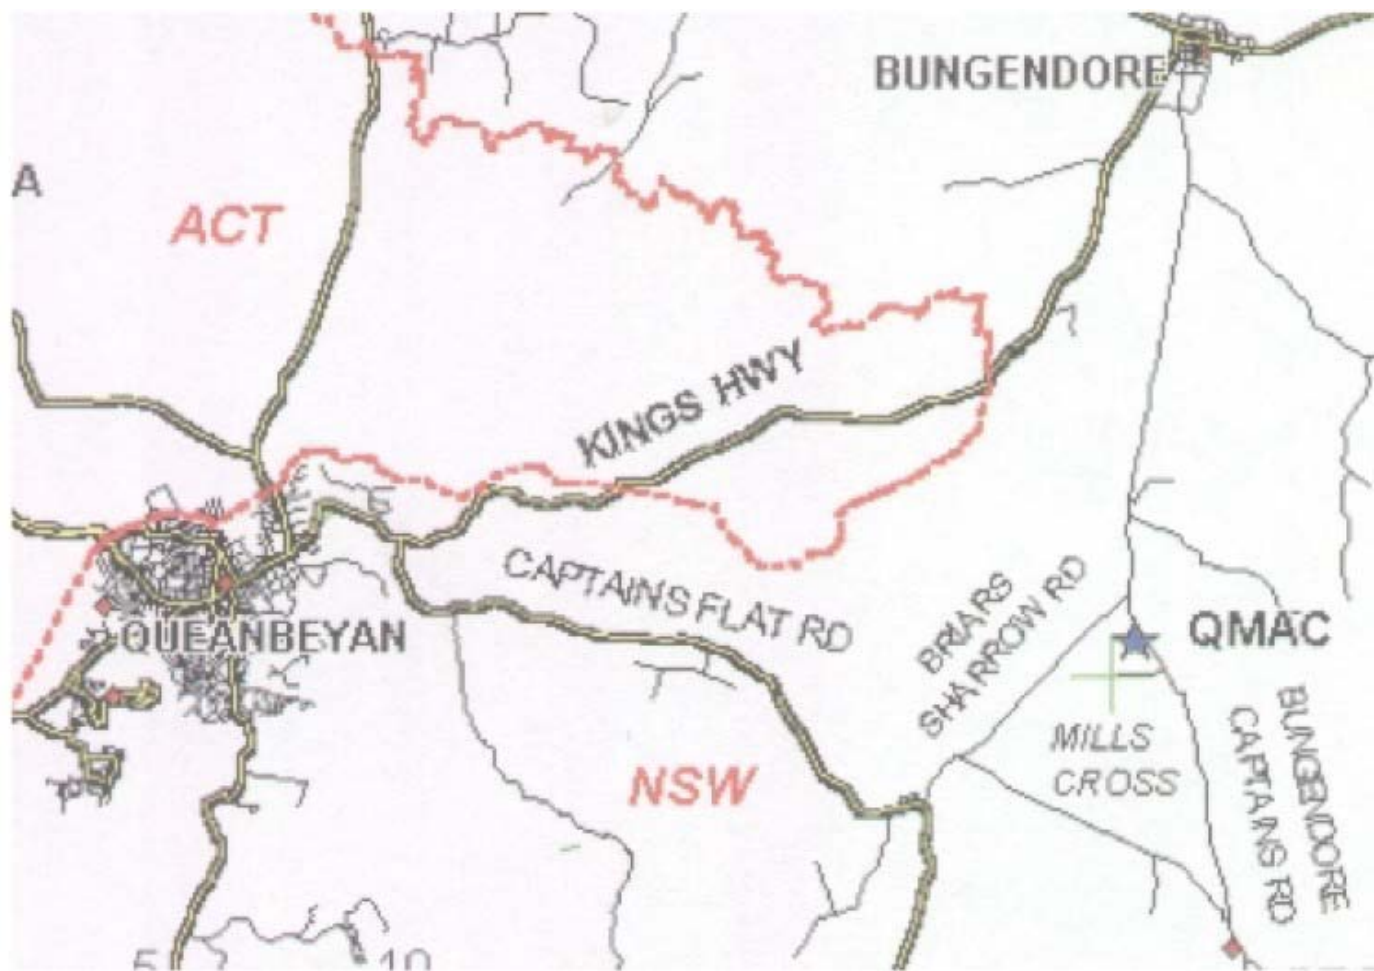 BUNGENDORE
A
ACT
KINGS HWY
CAPTAINS FLAT RD
BRIARS
SHARROW RD
QUEANBEYAN
QMAC
MILLS
CROSS
BUNGENDORE
CAPTAINS RD
NSW
5
10